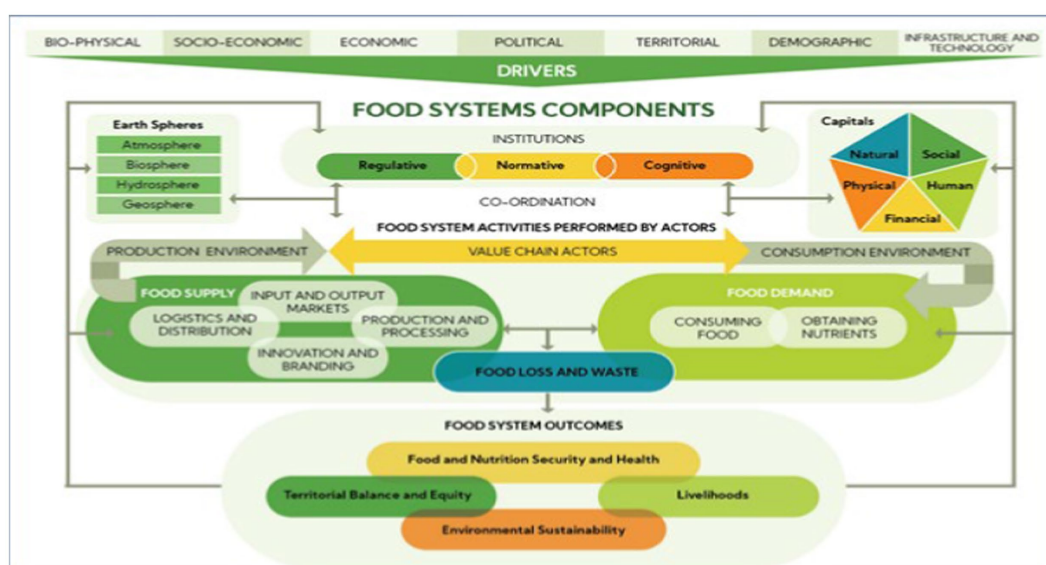 BIO-PHYSICAL
SOCIO-ECONOMIC
ECONOMIC
POLITICAL
TERRITORIAL
DEMOGRAPHIC
INFRASTRUCTURE AND
TECHNOLOGY
DRIVERS
FOOD SYSTEMS COMPONENTS
Earth Spheres
Atmosphere
Biosphere
Hydrosphere
Geosphere
INSTITUTIONS
Regulative
Normative
Cognitive
CO-ORDINATION
Capitals
Natural
Social
Physical
Human
Financial
FOOD SYSTEM ACTIVITIES PERFORMED BY ACTORS
PRODUCTION ENVIRONMENT
VALUE CHAIN ACTORS
CONSUMPTION ENVIRONMENT
FOOD SUPPLY
INPUT AND OUTPUT
MARKETS
LOGISTICS AND
DISTRIBUTION
PRODUCTION AND
PROCESSING
INNOVATION AND
BRANDING
FOOD DEMAND
CONSUMING
FOOD
OBTAINING
NUTRIENTS
FOOD LOSS AND WASTE
FOOD SYSTEM OUTCOMES
Food and Nutrition Security and Health
Territorial Balance and Equity
Livelihoods
Environmental Sustainability